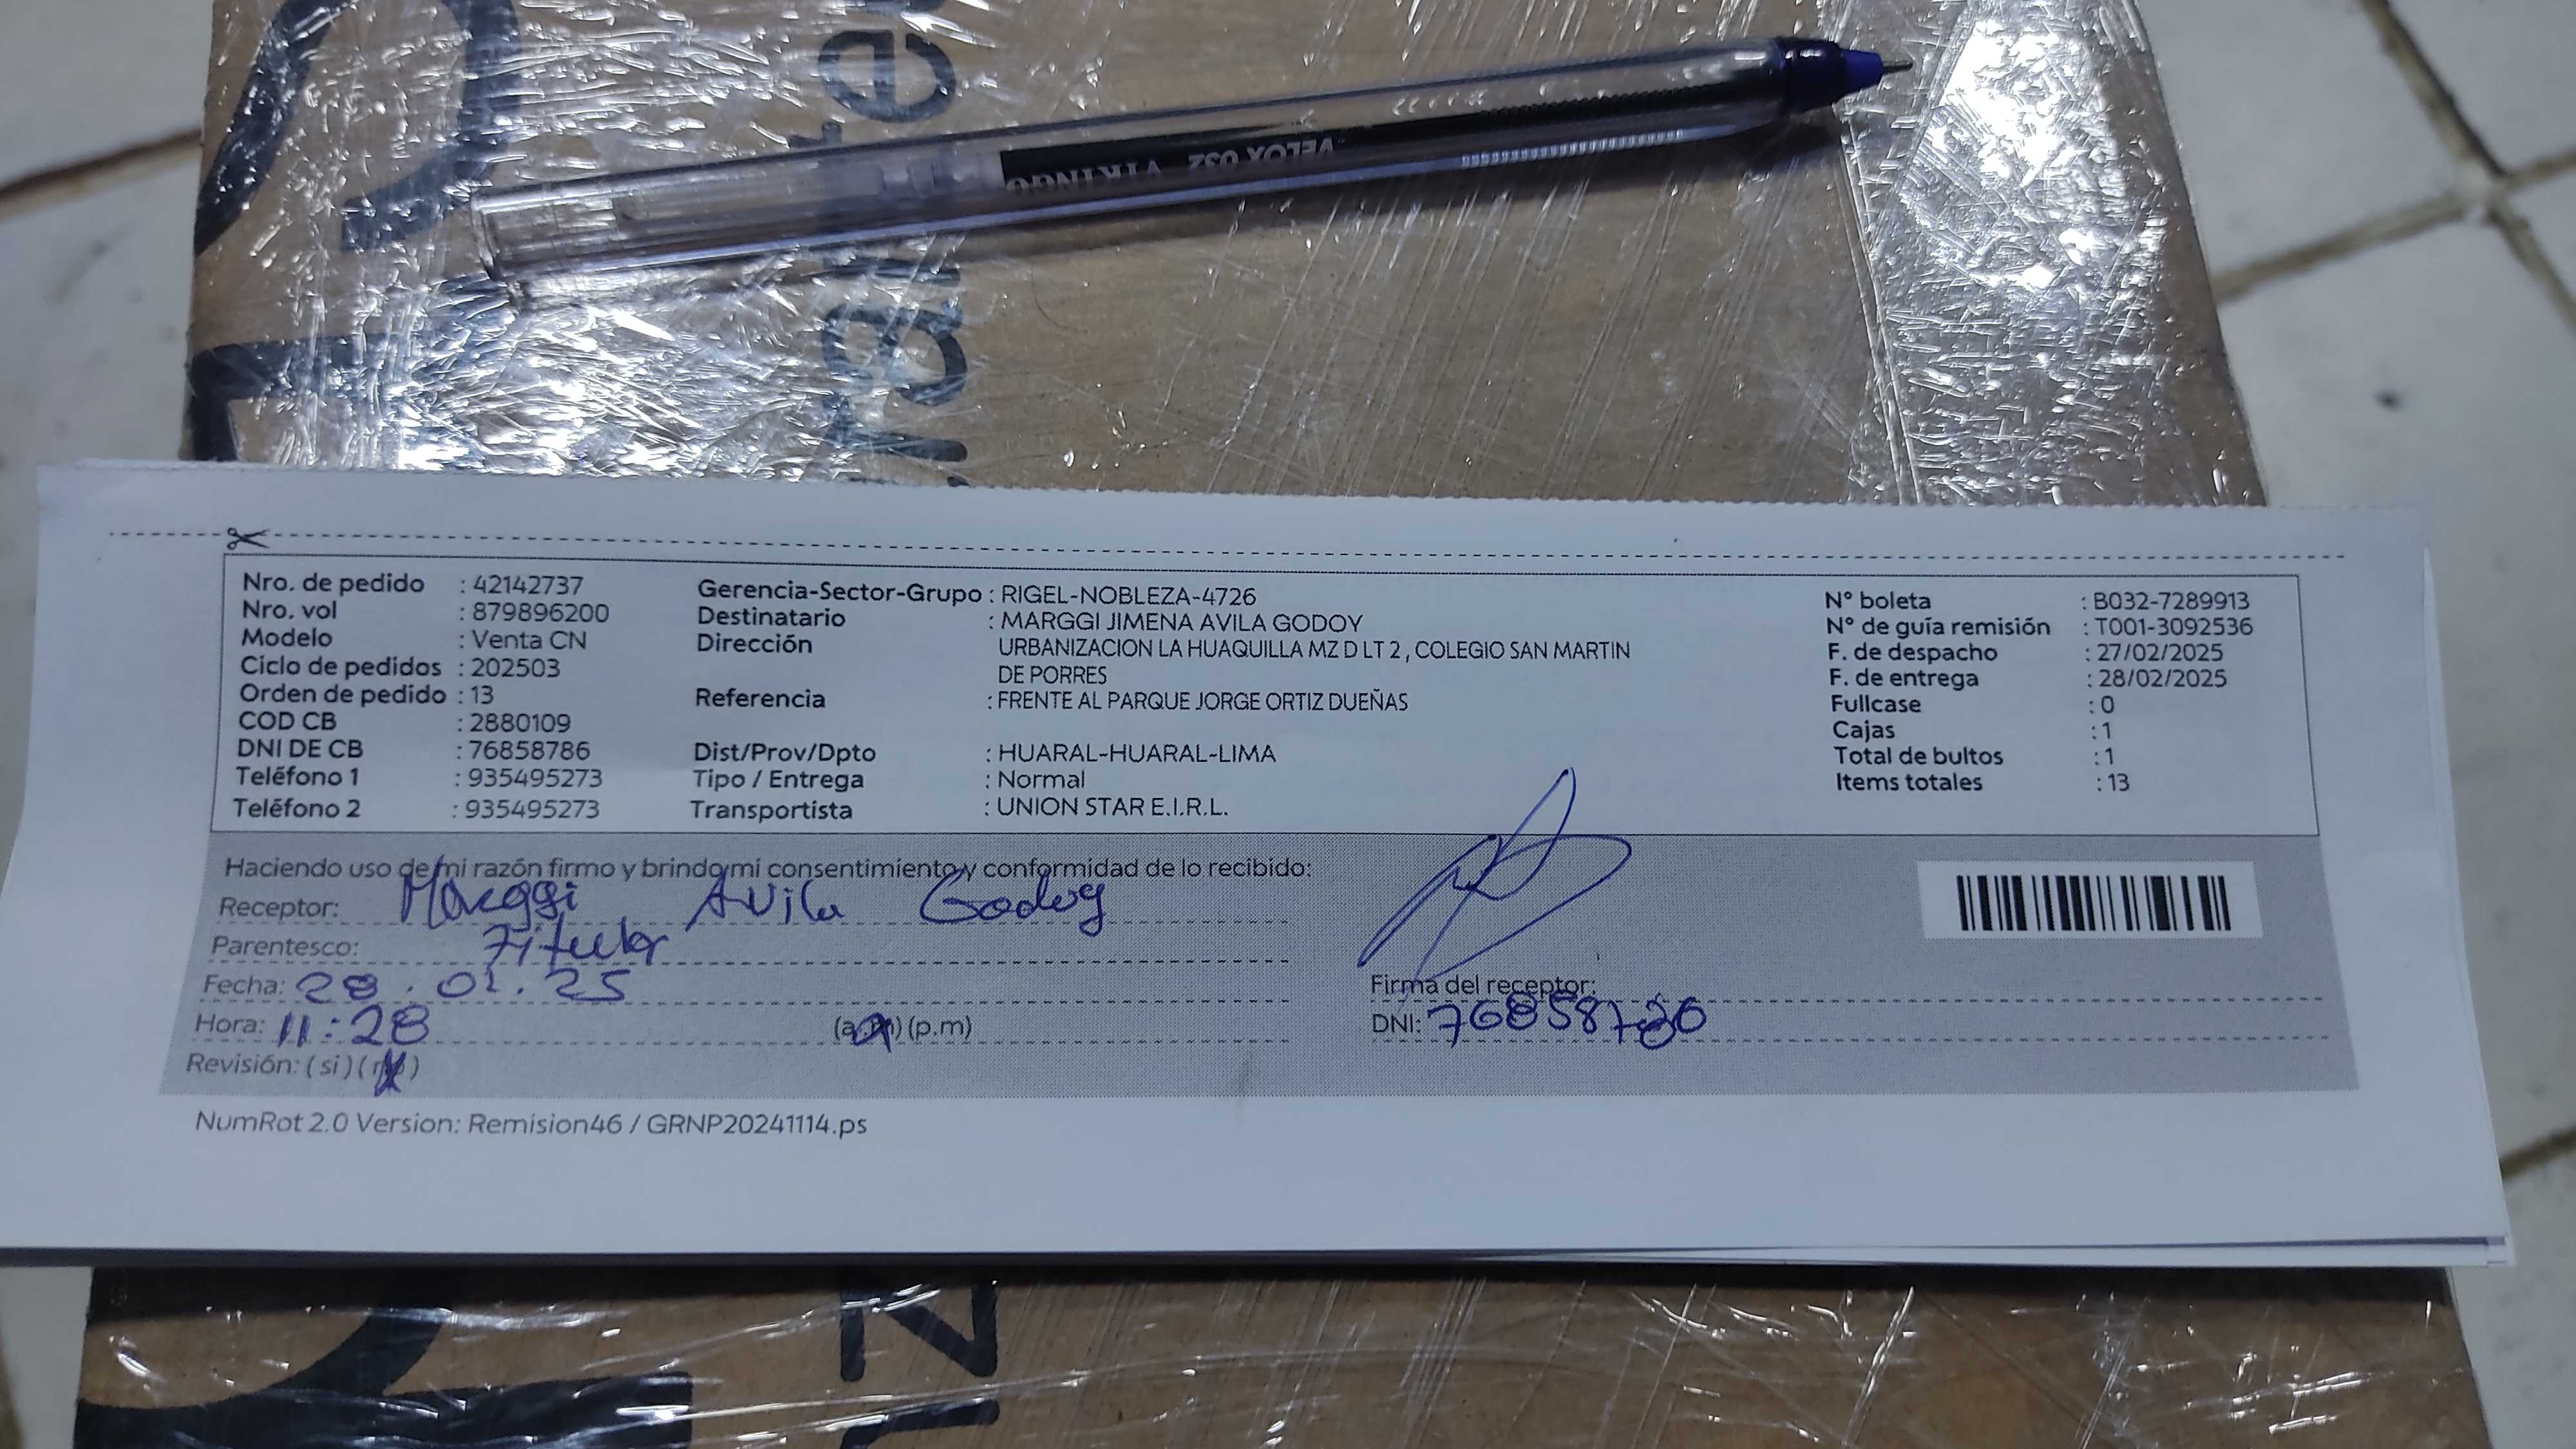 VIKINGO VELOX 032
Nro. de pedido : 42142737
Nro. vol : 879896200
Modelo : Venta CN
Ciclo de pedidos : 202503
Orden de pedido : 13
COD CB : 2880109
DNI DE CB : 76858786
Teléfono 1 : 935495273
Teléfono 2 : 935495273
Gerencia-Sector-Grupo : RIGEL-NOBLEZA-4726
Destinatario : MARGGI JIMENA AVILA GODOY
Dirección URBANIZACION LA HUAQUILLA MZ D LT 2 , COLEGIO SAN MARTIN
DE PORRES
Referencia : FRENTE AL PARQUE JORGE ORTIZ DUEÑAS
Dist/Prov/Dpto : HUARAL-HUARAL-LIMA
Tipo / Entrega : Normal
Transportista : UNION STAR E.I.R.L.
N° boleta : B032-7289913
N° de guía remisión : T001-3092536
F. de despacho : 27/02/2025
F. de entrega : 28/02/2025
Fullcase : 0
Cajas : 1
Total de bultos : 1
Items totales : 13
Haciendo uso de mi razón firmo y brindo mi consentimiento y conformidad de lo recibido:
Receptor: Marggi Avila Godoy
Parentesco: Titular
Fecha: 28.02.25
Hora: 11:28 (a.m) (p.m)
Revisión: ( si ) ( no )
Firma del receptor:
DNI: 76858786
NumRot 2.0 Version: Remision46 / GRNP20241114.ps